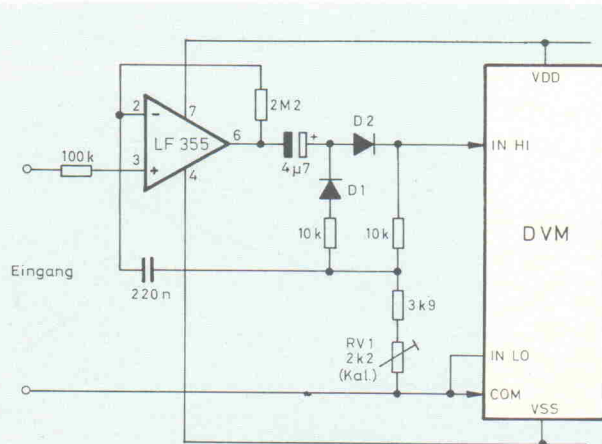 VDD
2M2
2
7
D2
LF 355
6
+
IN HI
100k
4µ7
3
+
4
D1
DVM
10k
10k
Eingang
220n
3k9
RV1
2k2
(Kal.)
IN LO
COM
VSS